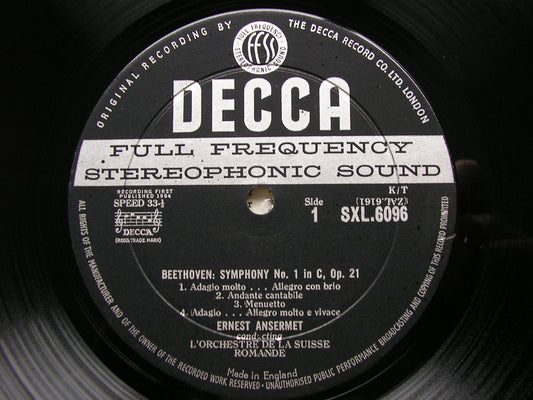 ORIGINAL RECORDING BY THE DECCA RECORD CO. LTD. LONDON
FULL FREQUENCY
FFSS
STEREOPHONIC SOUND
DECCA
FULL FREQUENCY
STEREOPHONIC SOUND
RECORDING FIRST
PUBLISHED 1964
SPEED 33⅓
DECCA
(REGD. TRADE MARK)
K/T
Side
1
(ZAL.6161)
SXL.6096
BEETHOVEN: SYMPHONY No. 1 in C, Op. 21
1. Adagio molto . . . Allegro con brio
2. Andante cantabile
3. Menuetto
4. Adagio . . . Allegro molto e vivace
ERNEST ANSERMET
conducting
L'ORCHESTRE DE LA SUISSE
ROMANDE
Made in England
ALL RIGHTS OF THE MANUFACTURER AND OF THE OWNER OF THE RECORDED WORK RESERVED · UNAUTHORISED PUBLIC PERFORMANCE BROADCASTING AND COPYING OF THIS RECORD PROHIBITED